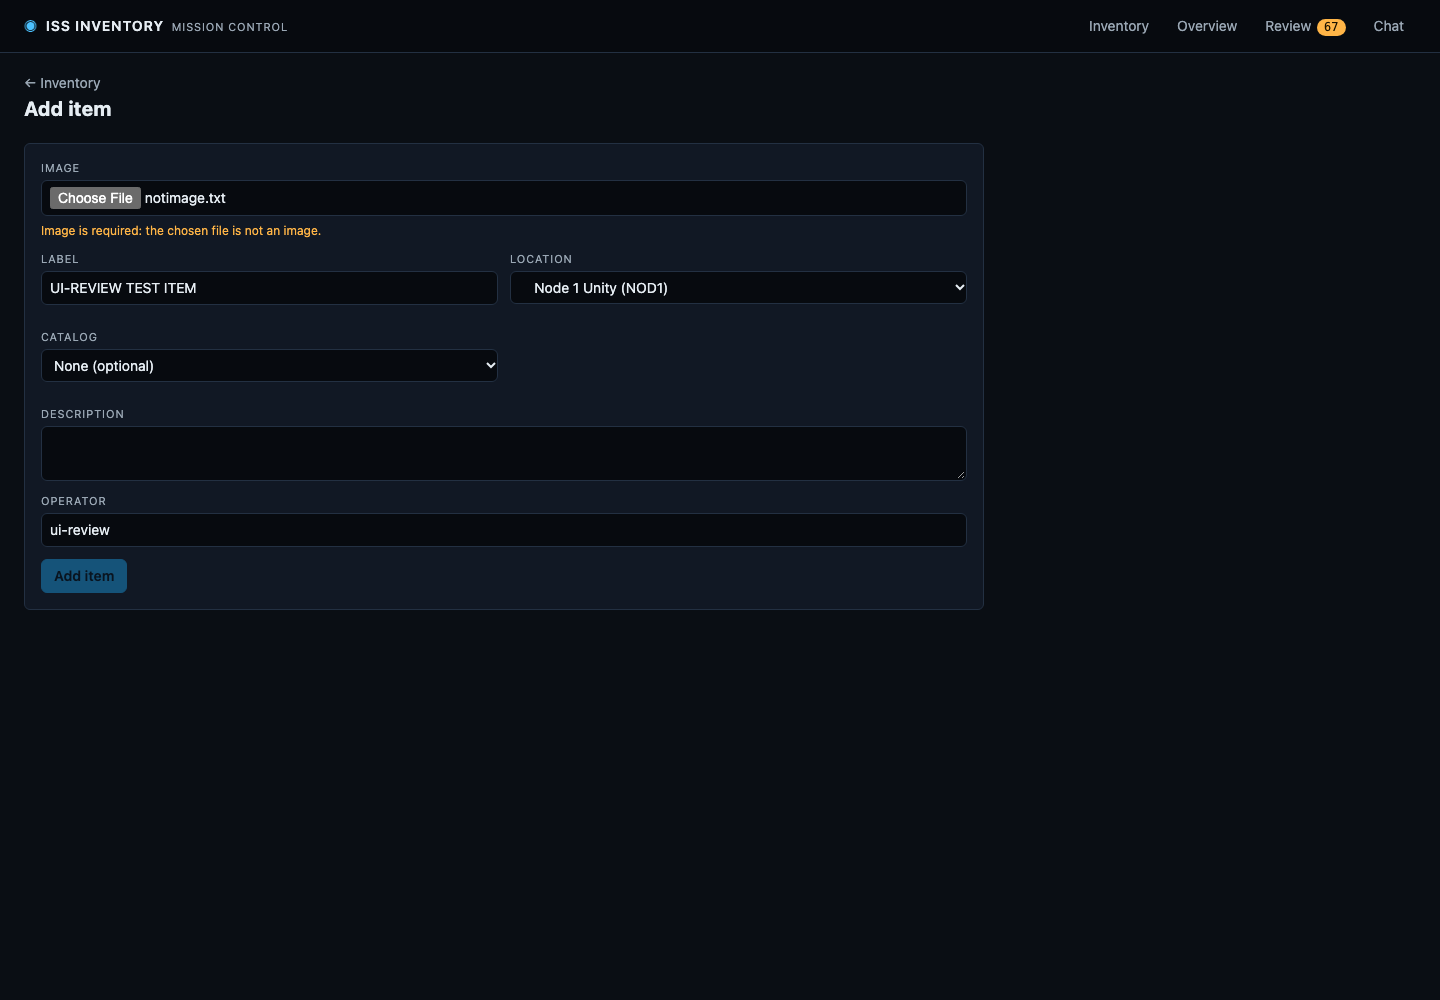 ISS INVENTORY MISSION CONTROL Inventory Overview Review 67 Chat
← Inventory
Add item
IMAGE
Choose File notimage.txt
Image is required: the chosen file is not an image.
LABEL LOCATION
UI-REVIEW TEST ITEM Node 1 Unity (NOD1)
CATALOG
None (optional)
DESCRIPTION
OPERATOR
ui-review
Add item